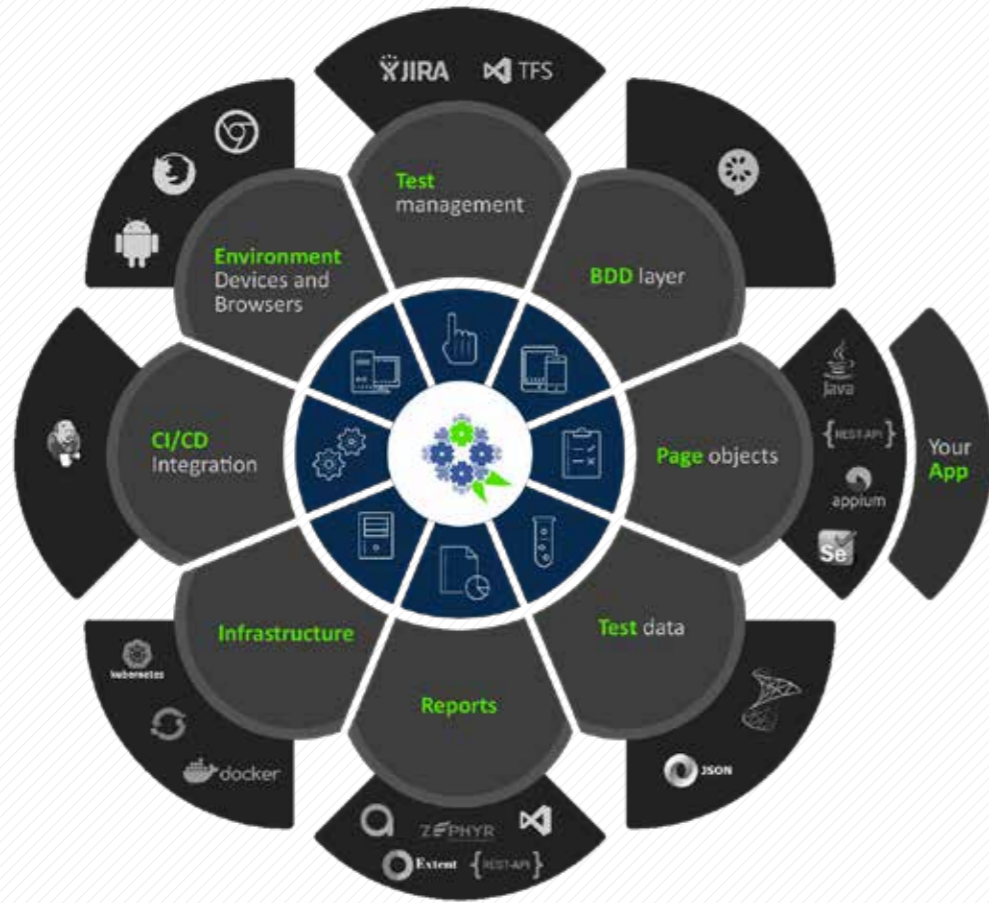 JIRA
TFS
Test
management
Environment
Devices and
Browsers
BDD layer
CI/CD
Integration
Page objects
Java
{REST-API}
appium
Se
Your
App
Infrastructure
Test data
Reports
kubernetes
docker
JSON
ZEPHYR
Extent
{REST-API}